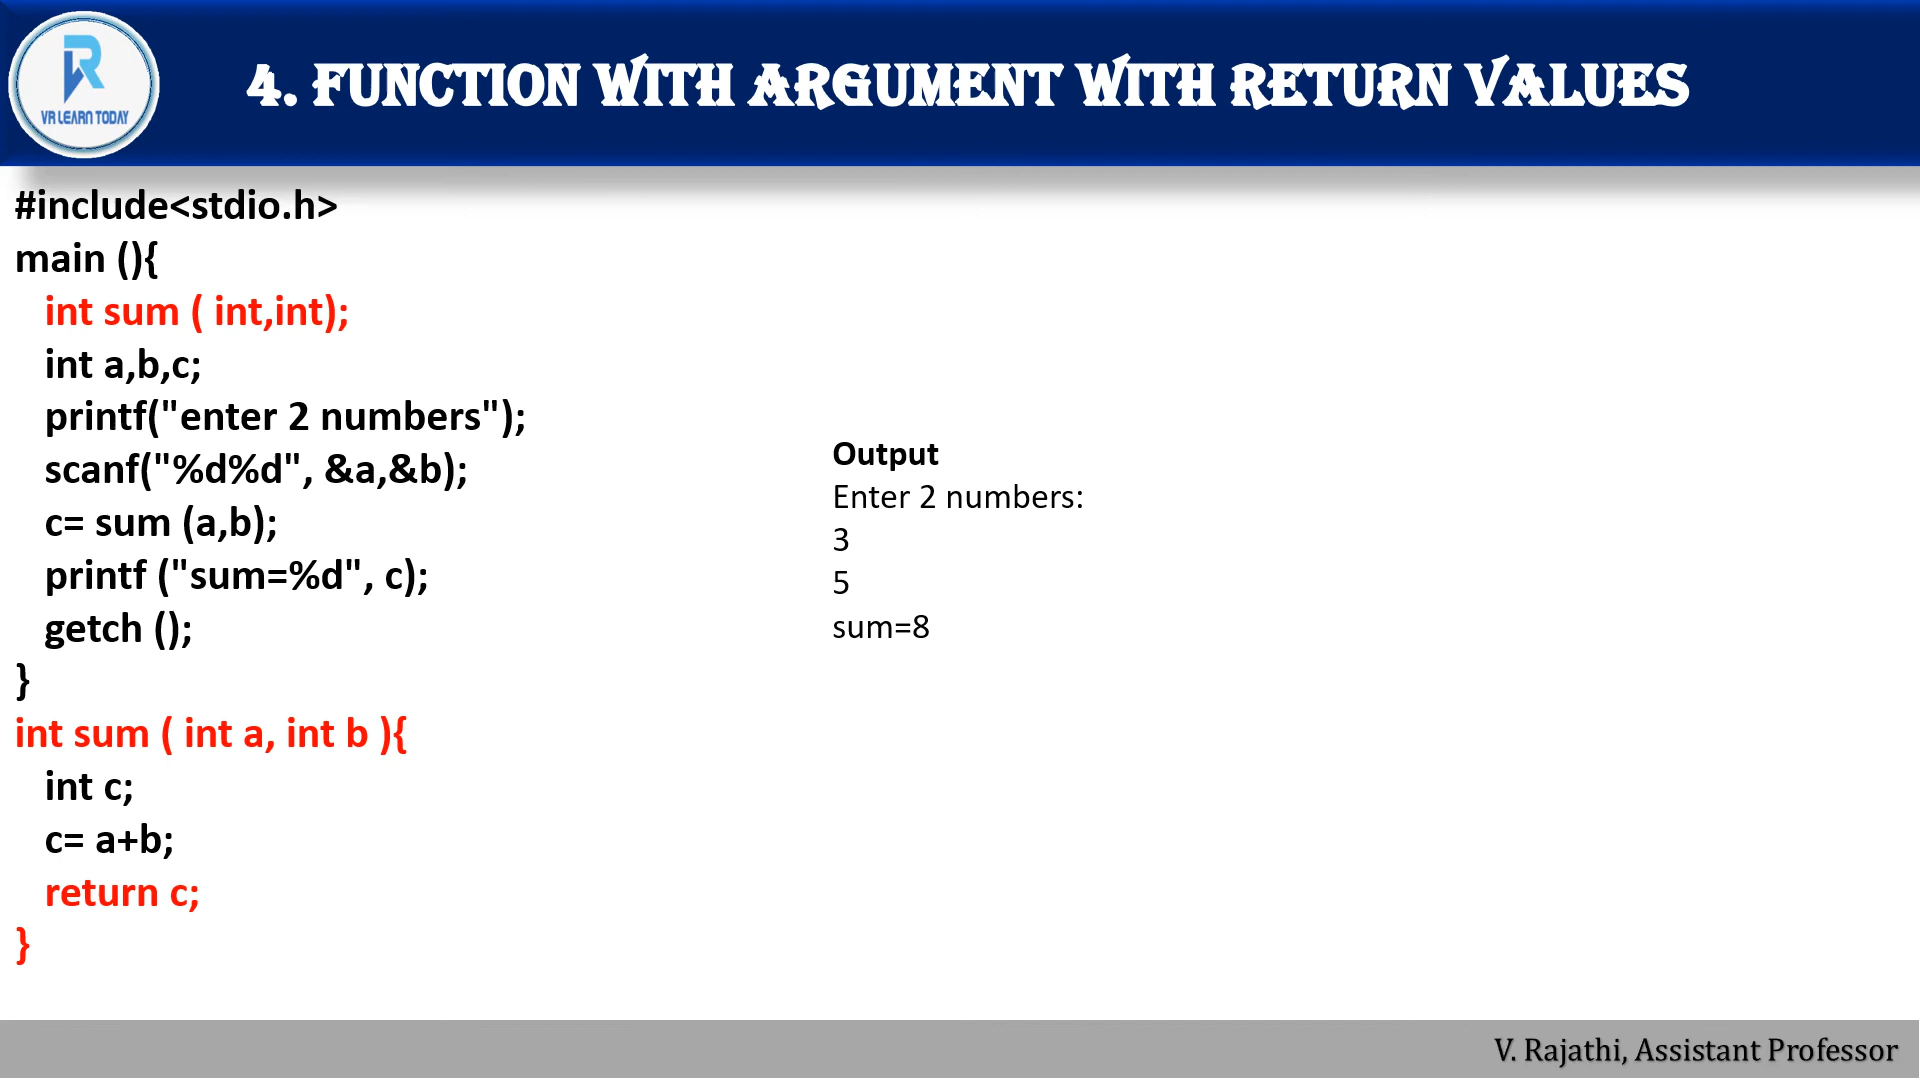 VR LEARN TODAY
4. FUNCTION WITH ARGUMENT WITH RETURN VALUES
#include<stdio.h>
main (){
int sum ( int,int);
int a,b,c;
printf("enter 2 numbers");
scanf("%d%d", &a,&b);
c= sum (a,b);
printf ("sum=%d", c);
getch ();
}
int sum ( int a, int b ){
int c;
c= a+b;
return c;
}
Output
Enter 2 numbers:
3
5
sum=8
V. Rajathi, Assistant Professor